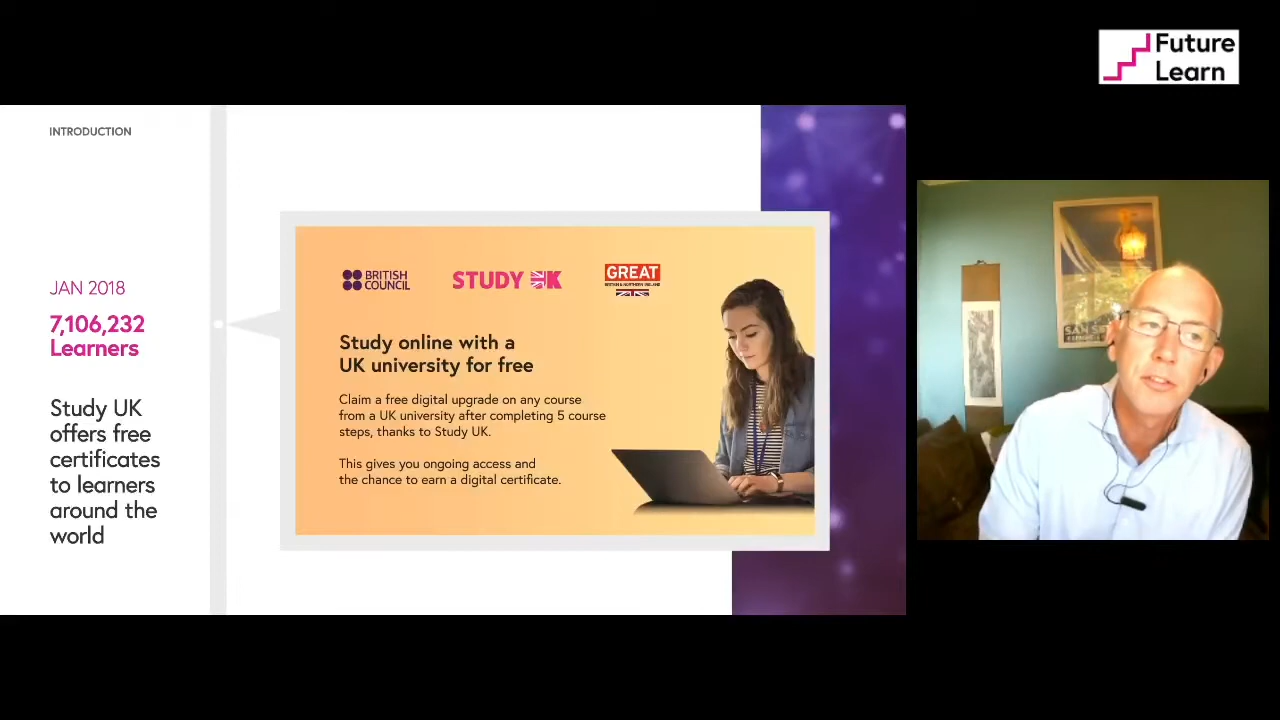 Future
Learn
INTRODUCTION
JAN 2018
7,106,232
Learners
Study UK
offers free
certificates
to learners
around the
world
BRITISH
COUNCIL
STUDY UK
GREAT
BRITAIN & NORTHERN IRELAND
Study online with a
UK university for free
Claim a free digital upgrade on any course
from a UK university after completing 5 course
steps, thanks to Study UK.
This gives you ongoing access and
the chance to earn a digital certificate.